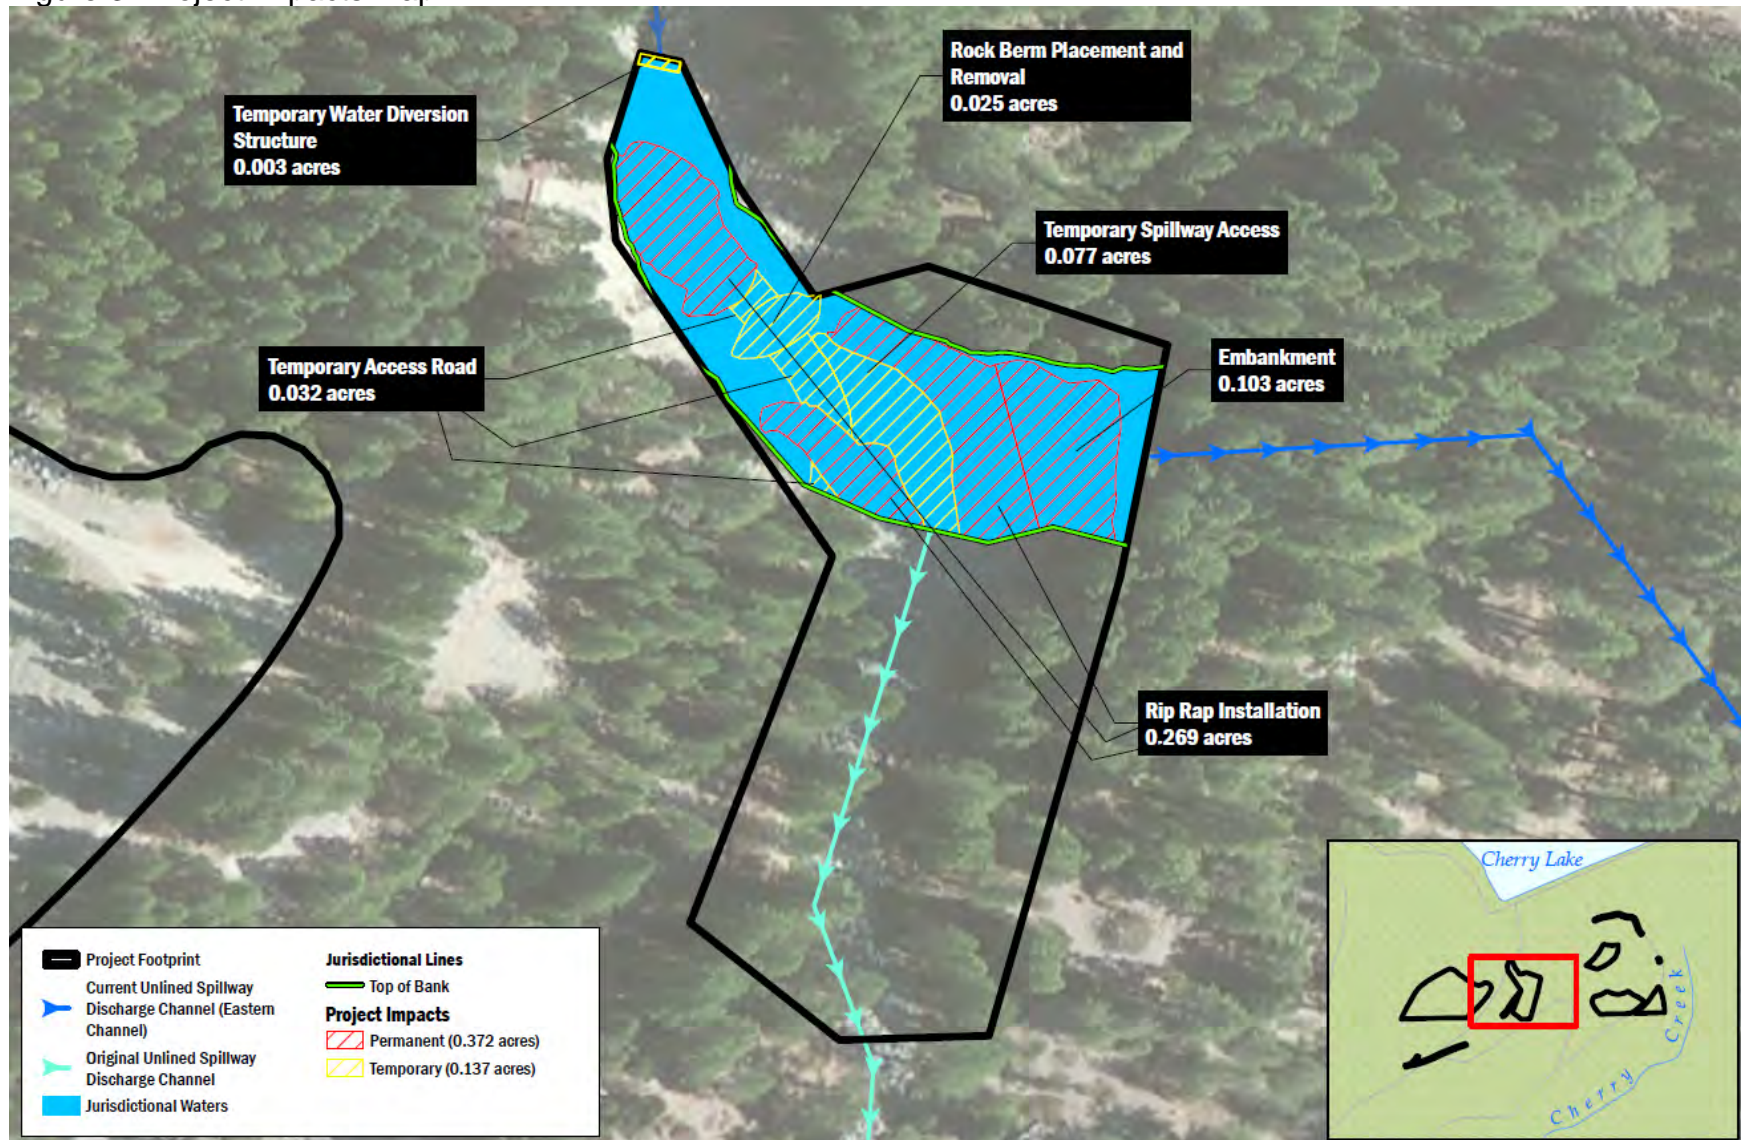 Temporary Water Diversion
Structure
0.003 acres
Rock Berm Placement and
Removal
0.025 acres
Temporary Spillway Access
0.077 acres
Temporary Access Road
0.032 acres
Embankment
0.103 acres
Rip Rap Installation
0.269 acres
Project Footprint
Current Unlined Spillway
Discharge Channel (Eastern
Channel)
Original Unlined Spillway
Discharge Channel
Jurisdictional Waters
Jurisdictional Lines
Top of Bank
Project Impacts
Permanent (0.372 acres)
Temporary (0.137 acres)
Cherry Lake
Cherry Creek